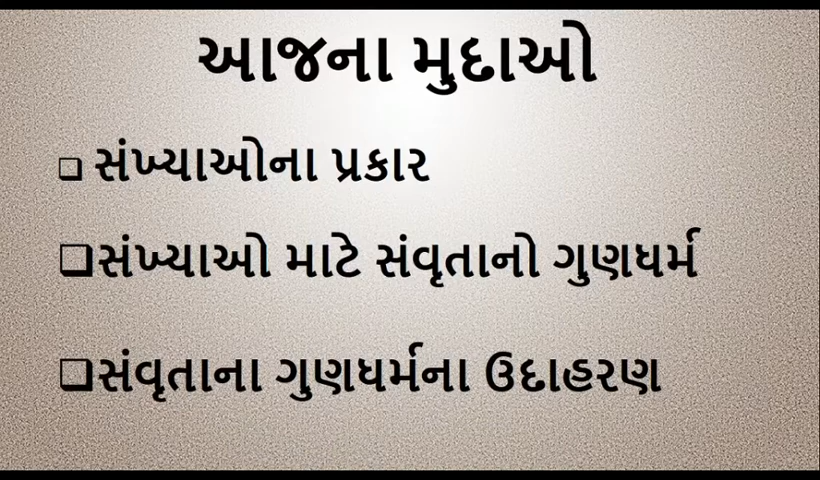 આજના મુદાઓ
❑ સંખ્યાઓના પ્રકાર
❑સંખ્યાઓ માટે સંવૃતાનો ગુણધર્મ
❑સંવૃતાના ગુણધર્મના ઉદાહરણ